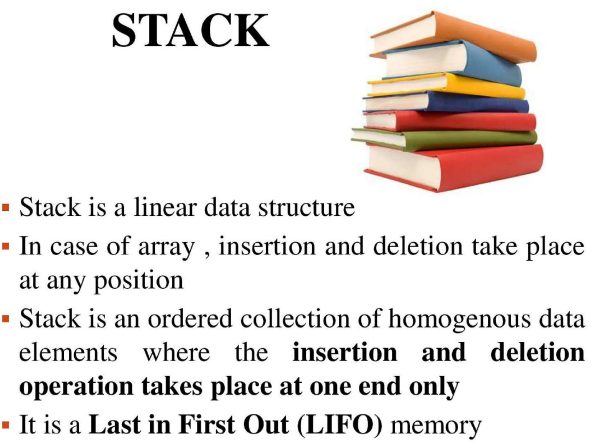 STACK
▪ Stack is a linear data structure
▪ In case of array , insertion and deletion take place
at any position
▪ Stack is an ordered collection of homogenous data
elements where the insertion and deletion
operation takes place at one end only
▪ It is a Last in First Out (LIFO) memory